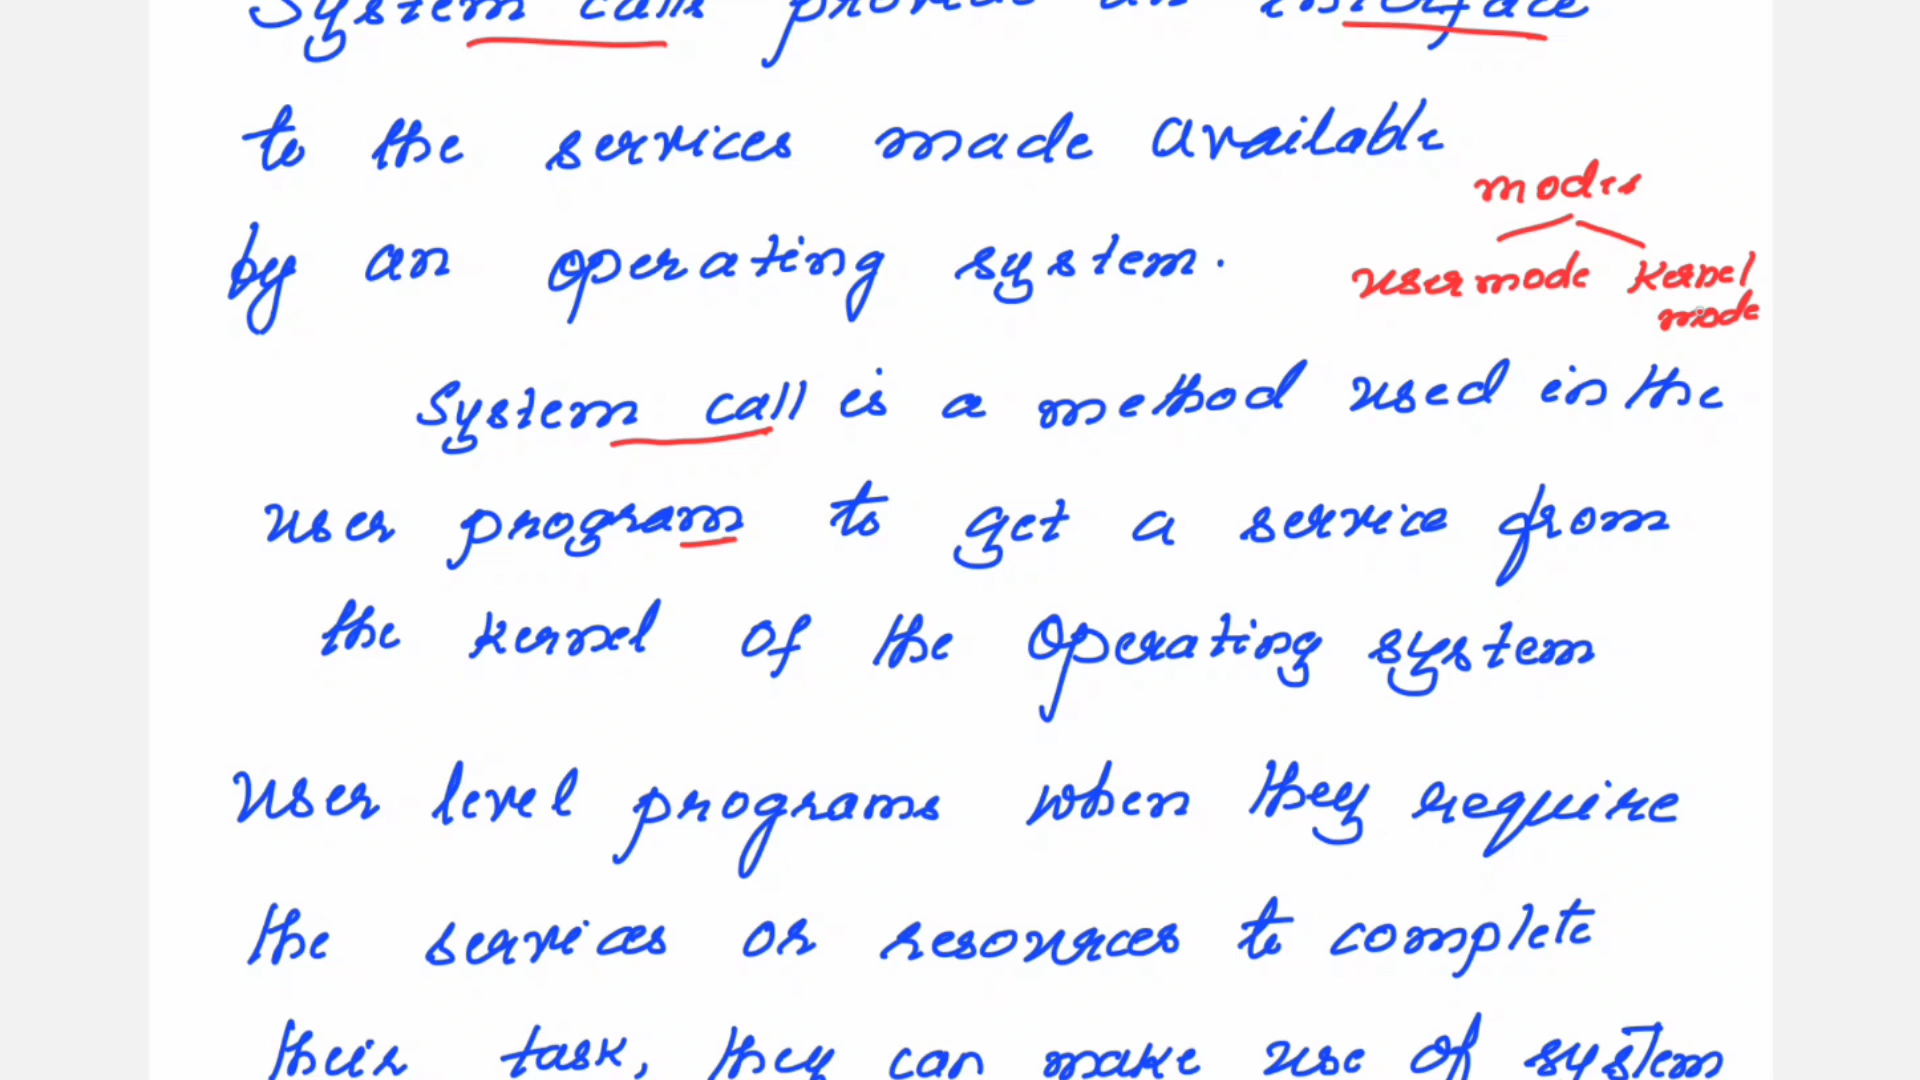 System calls provide an interface
to the services made available
by an operating system.
modes
user mode kernel
mode
System call is a method used in the
user program to get a service from
the kernel of the Operating system
User level programs when they require
the services or resources to complete
their task, they can make use of system